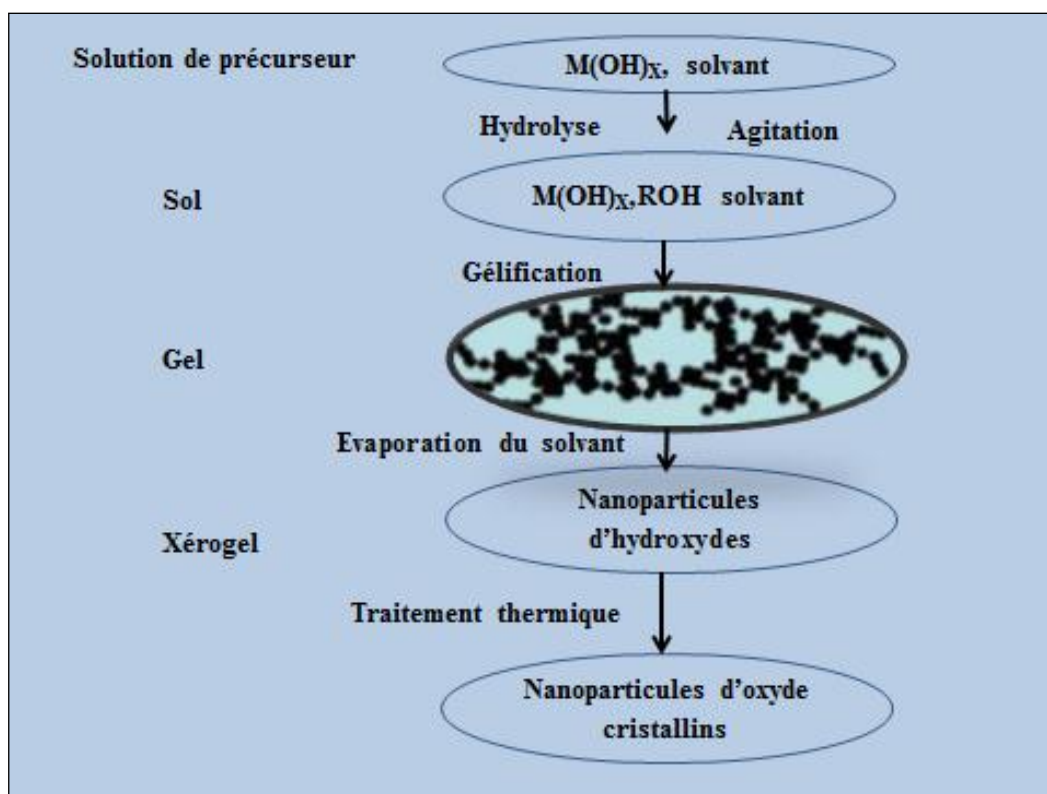 Solution de précurseur
M(OH)X, solvant
Hydrolyse
Agitation
Sol
M(OH)X,ROH solvant
Gélification
Gel
Evaporation du solvant
Nanoparticules
d'hydroxydes
Xérogel
Traitement thermique
Nanoparticules d'oxyde
cristallins